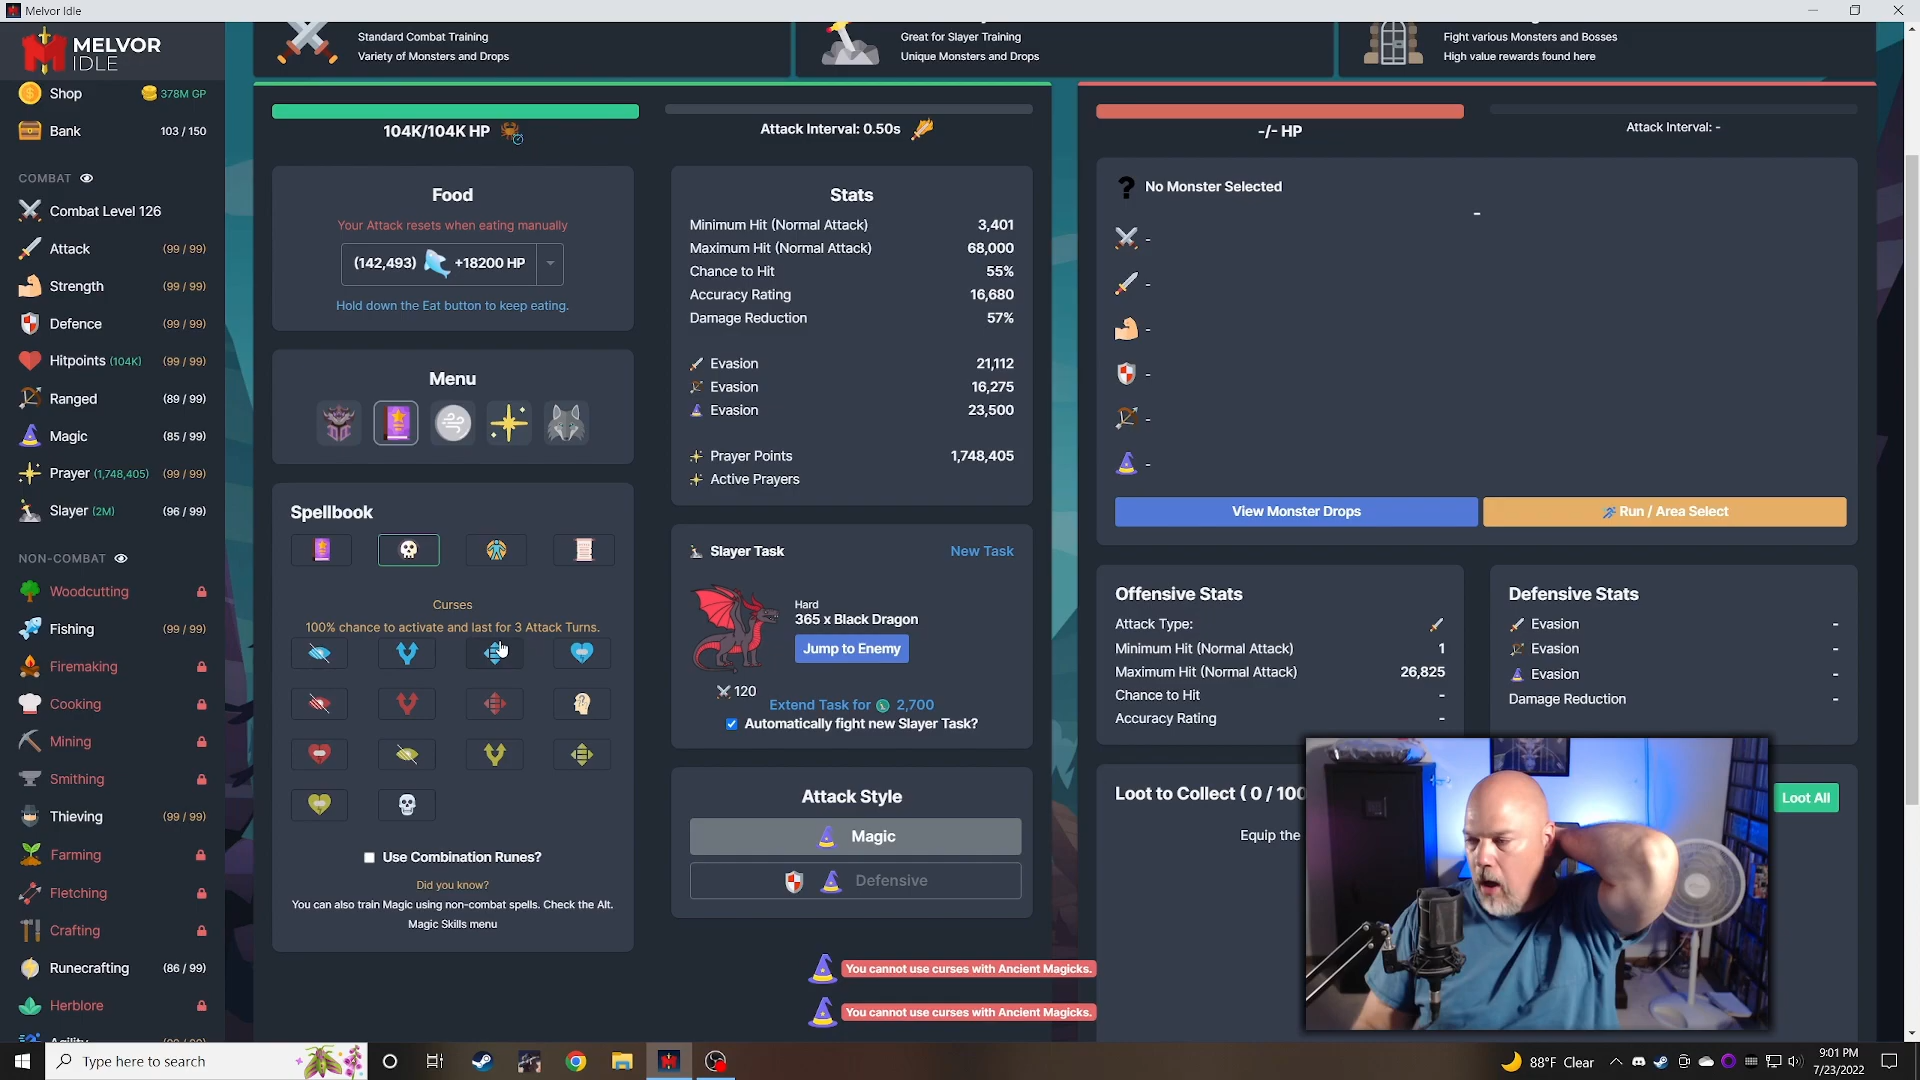 Melvor Idle
MELVOR
IDLE
Shop
378M GP
Bank
103 / 150
COMBAT
Combat Level 126
Attack
(99 / 99)
Strength
(99 / 99)
Defence
(99 / 99)
Hitpoints (104K)
(99 / 99)
Ranged
(89 / 99)
Magic
(85 / 99)
Prayer (1,748,405)
(99 / 99)
Slayer (2M)
(96 / 99)
NON-COMBAT
Woodcutting
Fishing
(99 / 99)
Firemaking
Cooking
Mining
Smithing
Thieving
(99 / 99)
Farming
Fletching
Crafting
Runecrafting
(86 / 99)
Herblore
Standard Combat Training
Variety of Monsters and Drops
Great for Slayer Training
Unique Monsters and Drops
Fight various Monsters and Bosses
High value rewards found here
104K/104K HP
Attack Interval: 0.50s
Food
Your Attack resets when eating manually
(142,493) +18200 HP
Hold down the Eat button to keep eating.
Menu
Spellbook
Curses
100% chance to activate and last for 3 Attack Turns.
Use Combination Runes?
Did you know?
You can also train Magic using non-combat spells. Check the Alt.
Magic Skills menu
Stats
Minimum Hit (Normal Attack) 3,401
Maximum Hit (Normal Attack) 68,000
Chance to Hit 55%
Accuracy Rating 16,680
Damage Reduction 57%
Evasion 21,112
Evasion 16,275
Evasion 23,500
Prayer Points 1,748,405
Active Prayers
Slayer Task
New Task
Hard
365 x Black Dragon
Jump to Enemy
120
Extend Task for 2,700
Automatically fight new Slayer Task?
Attack Style
Magic
Defensive
You cannot use curses with Ancient Magicks.
You cannot use curses with Ancient Magicks.
-/- HP
Attack Interval: -
? No Monster Selected
-
-
-
-
-
-
-
View Monster Drops
Run / Area Select
Offensive Stats
Attack Type:
Minimum Hit (Normal Attack) 1
Maximum Hit (Normal Attack) 26,825
Chance to Hit -
Accuracy Rating -
Defensive Stats
Evasion -
Evasion -
Evasion -
Damage Reduction -
Loot to Collect ( 0 / 100
Loot All
Equip the
Type here to search
88°F Clear
9:01 PM
7/23/2022